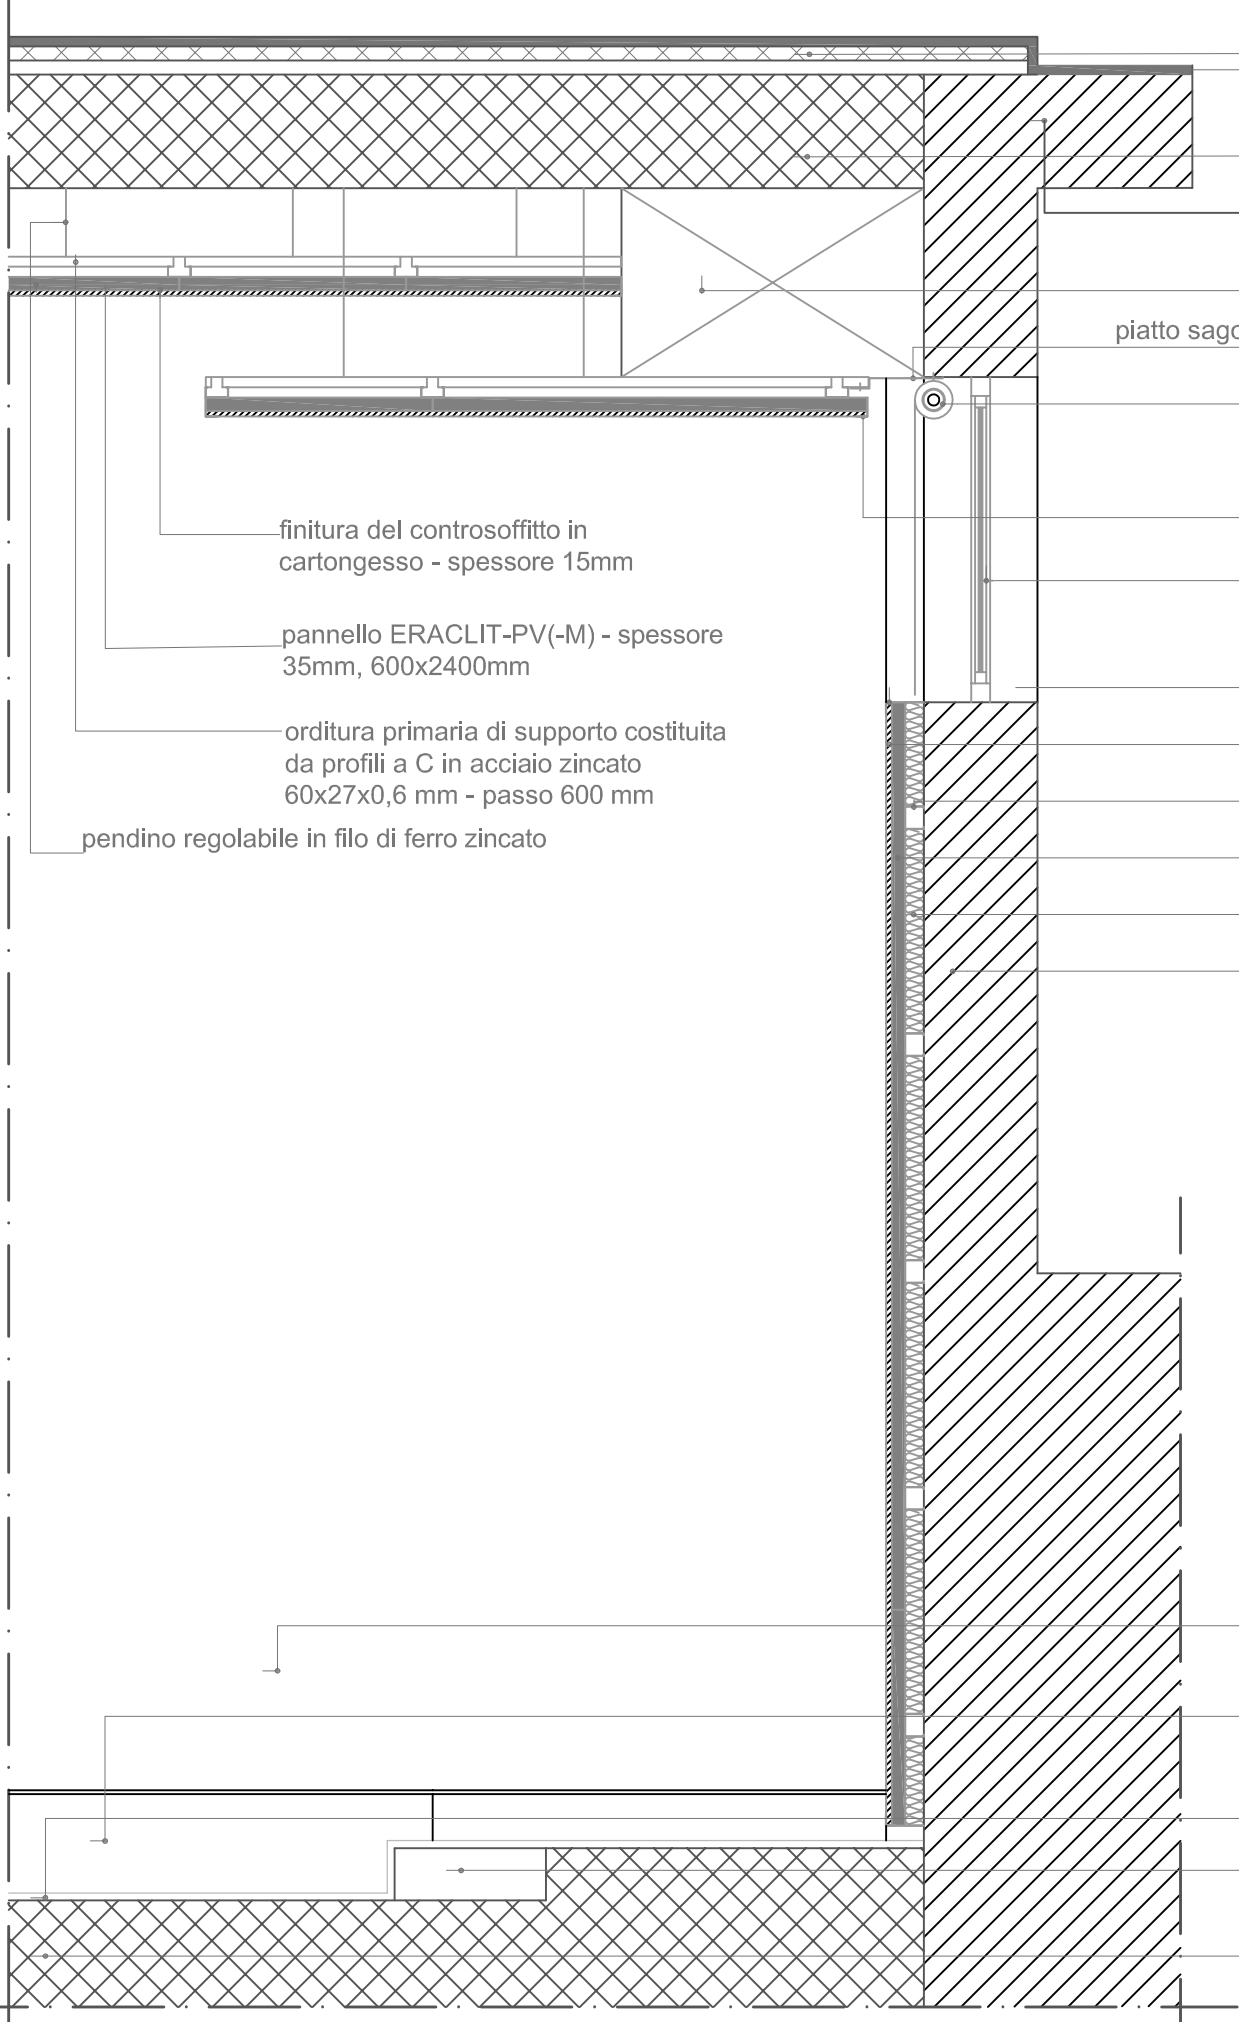 piatto sago
finitura del controsoffitto in
cartongesso - spessore 15mm
pannello ERACLIT-PV(-M) - spessore
35mm, 600x2400mm
orditura primaria di supporto costituita
da profili a C in acciaio zincato
60x27x0,6 mm - passo 600 mm
pendino regolabile in filo di ferro zincato